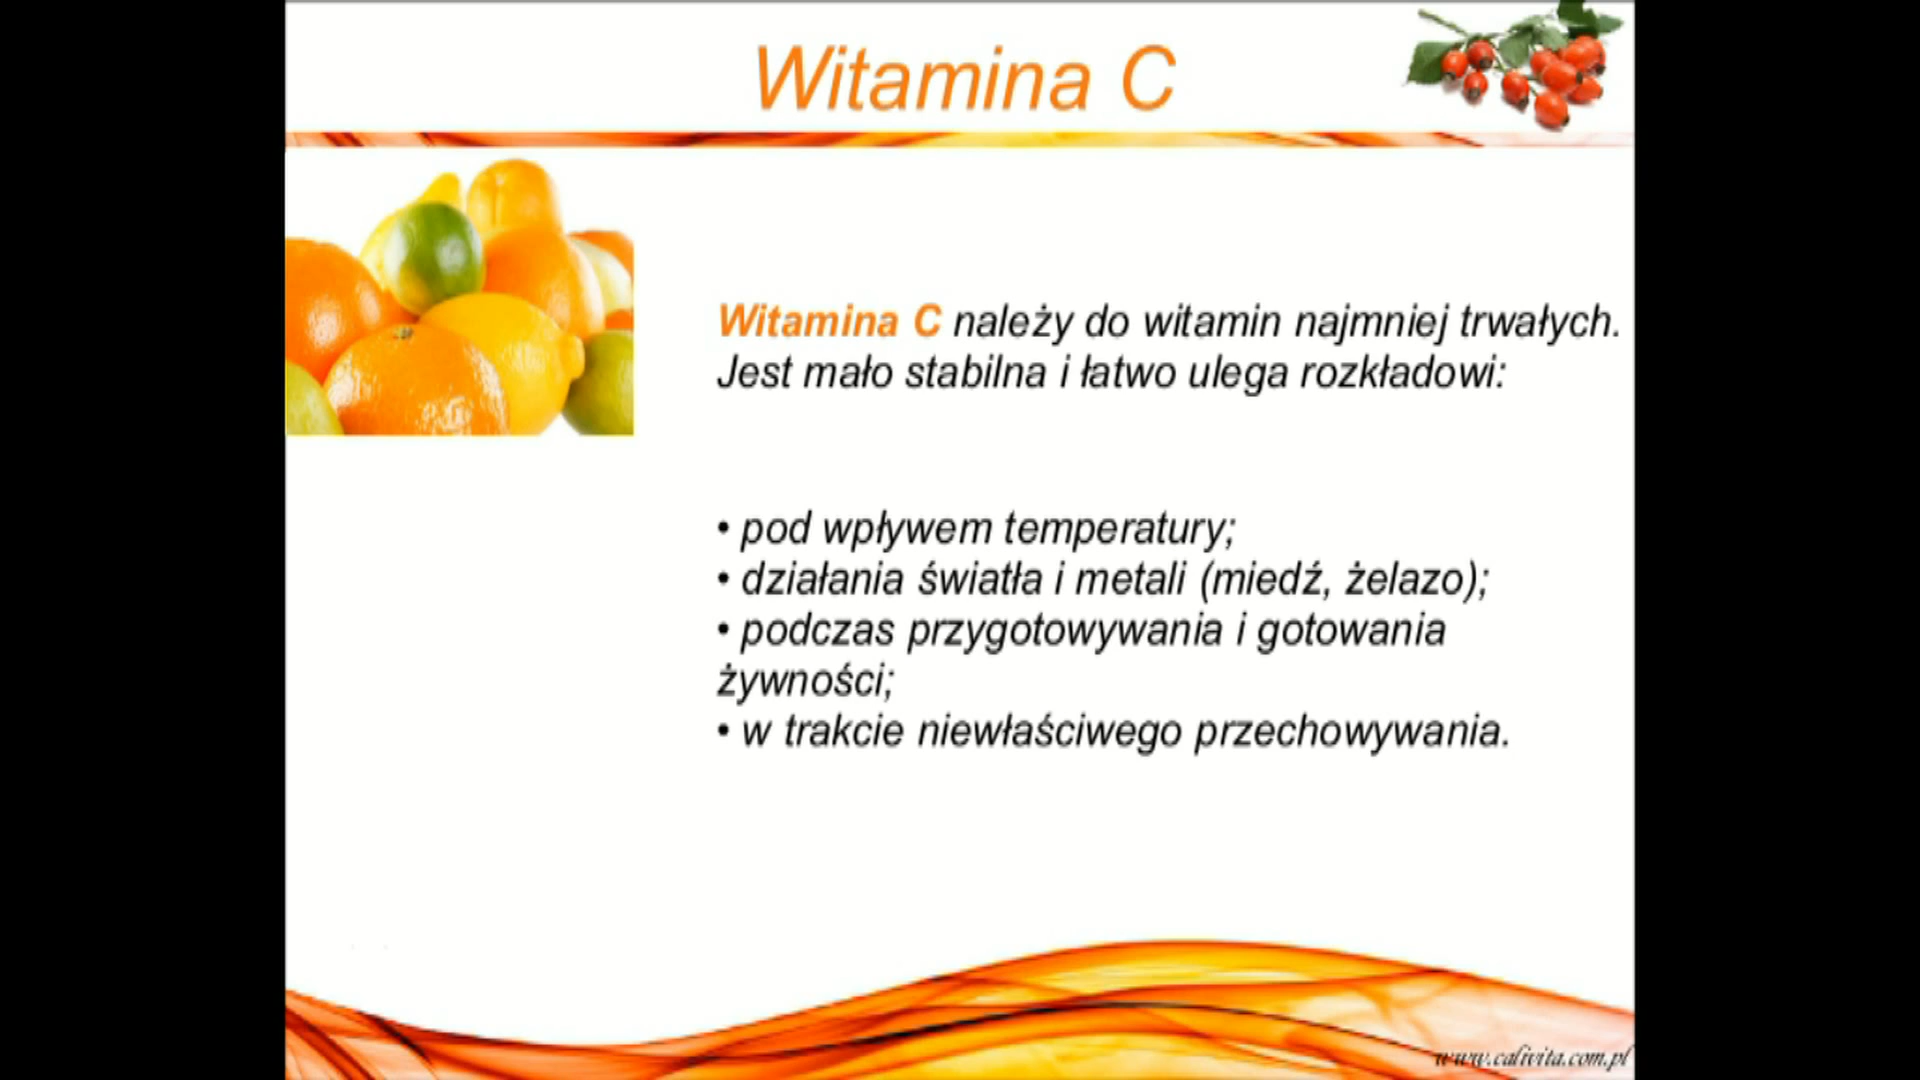 Witamina C
Witamina C należy do witamin najmniej trwałych.
Jest mało stabilna i łatwo ulega rozkładowi:
• pod wpływem temperatury;
• działania światła i metali (miedź, żelazo);
• podczas przygotowywania i gotowania
żywności;
• w trakcie niewłaściwego przechowywania.
www.calivita.com.pl